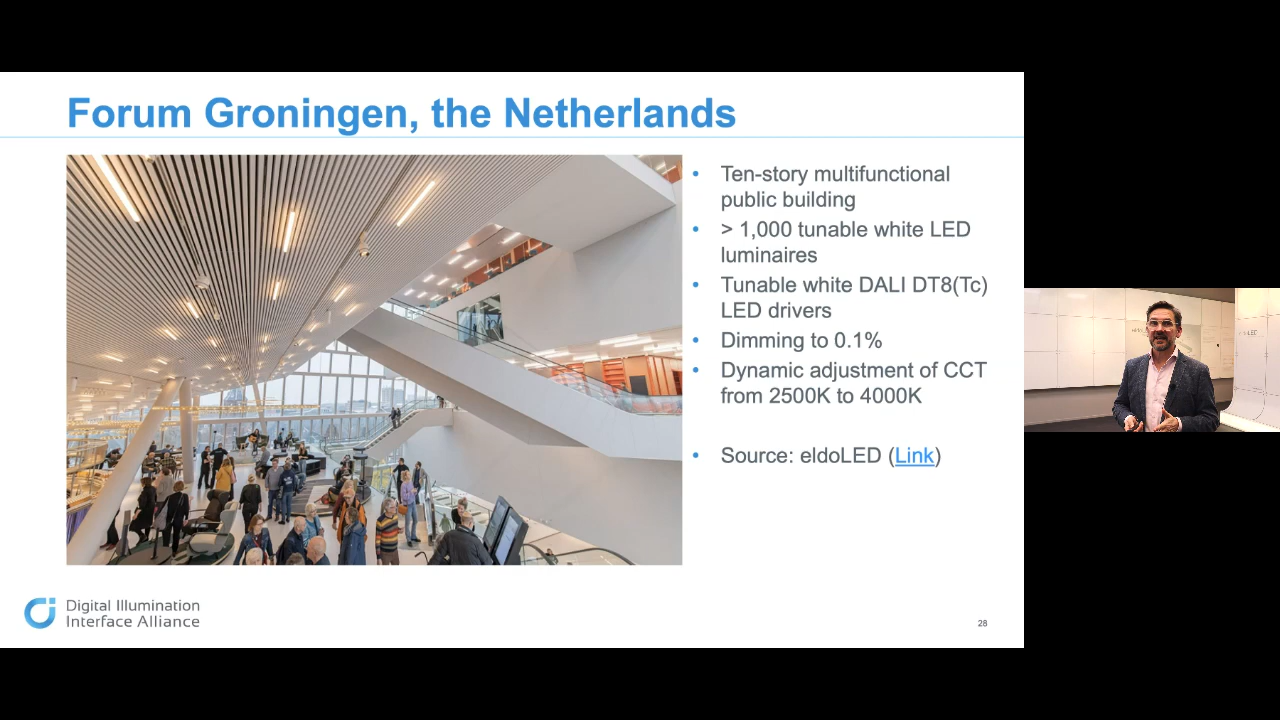 Forum Groningen, the Netherlands
• Ten-story multifunctional
public building
• > 1,000 tunable white LED
luminaires
• Tunable white DALI DT8(Tc)
LED drivers
• Dimming to 0.1%
• Dynamic adjustment of CCT
from 2500K to 4000K
• Source: eldoLED (Link)
Digital Illumination
Interface Alliance
28